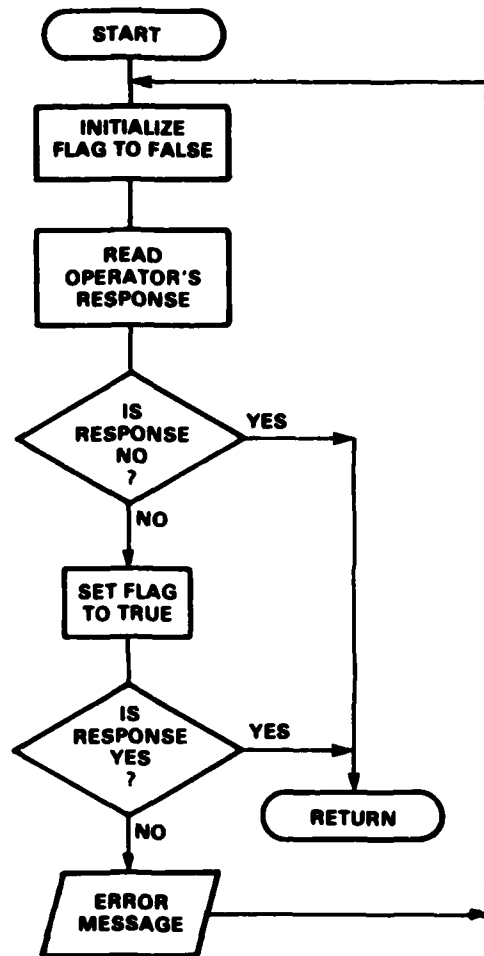 START
INITIALIZE
FLAG TO FALSE
READ
OPERATOR'S
RESPONSE
IS
RESPONSE
NO
?
YES
NO
SET FLAG
TO TRUE
IS
RESPONSE
YES
?
YES
RETURN
NO
ERROR
MESSAGE